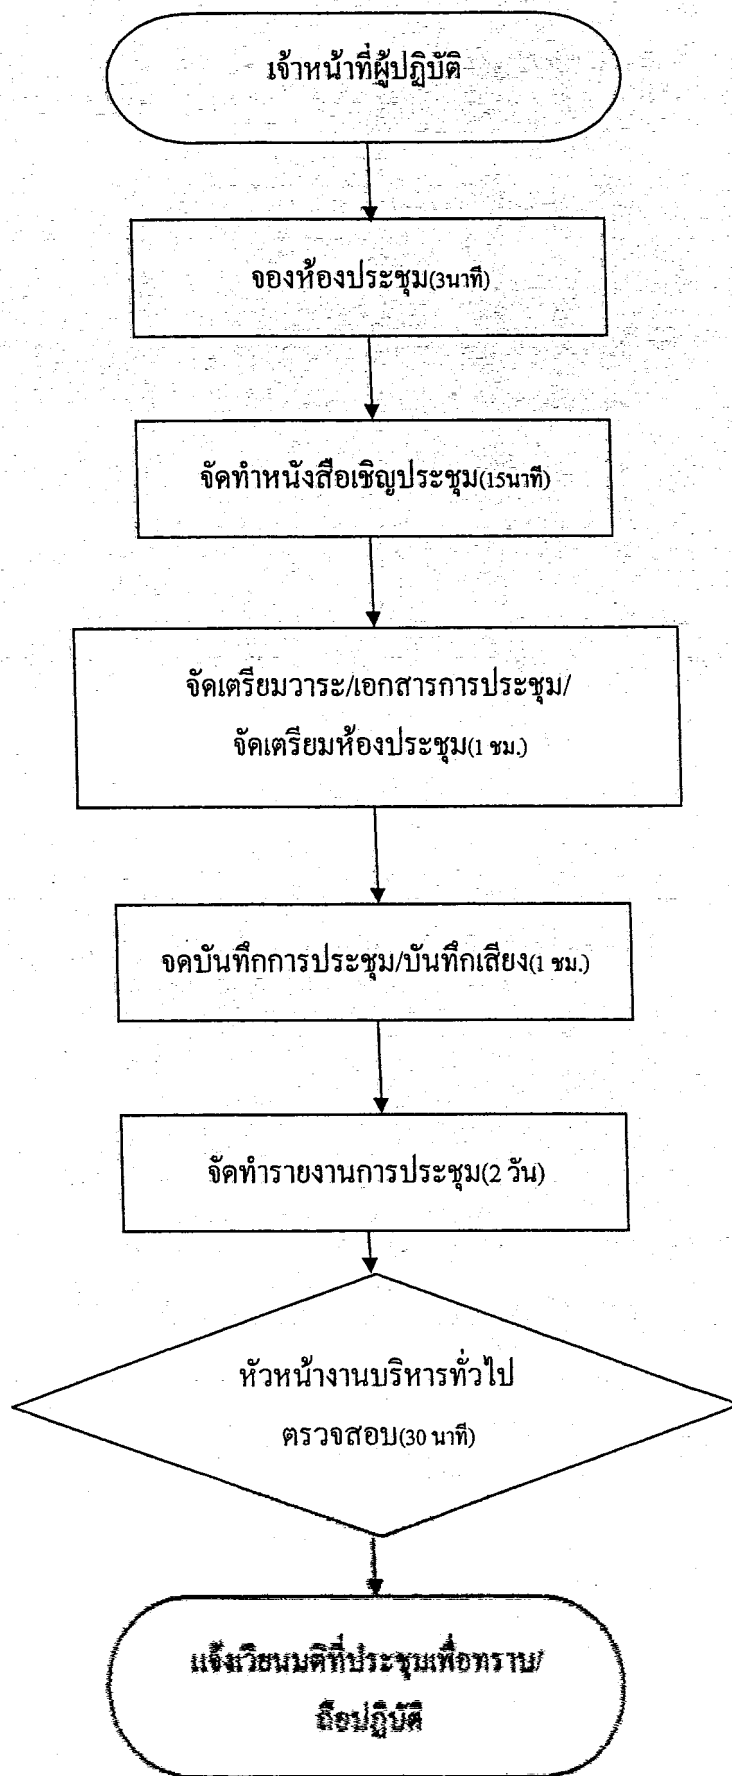 เจ้าหน้าที่ผู้ปฏิบัติ
จองห้องประชุม(3นาที)
จัดทำหนังสือเชิญประชุม(15นาที)
จัดเตรียมวาระ/เอกสารการประชุม/
จัดเตรียมห้องประชุม(1 ชม.)
จดบันทึกการประชุม/บันทึกเสียง(1 ชม.)
จัดทำรายงานการประชุม(2 วัน)
หัวหน้างานบริหารทั่วไป
ตรวจสอบ(30 นาที)
แจ้งเวียนมติที่ประชุมเพื่อทราบ/
ถือปฏิบัติ